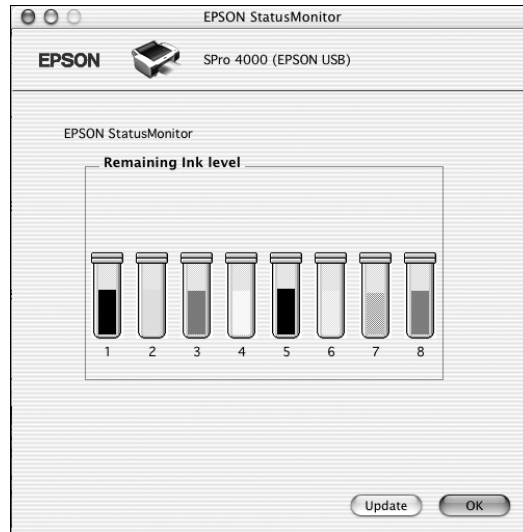 EPSON StatusMonitor
EPSON SPro 4000 (EPSON USB)
EPSON StatusMonitor
Remaining Ink level
1 2 3 4 5 6 7 8
Update OK